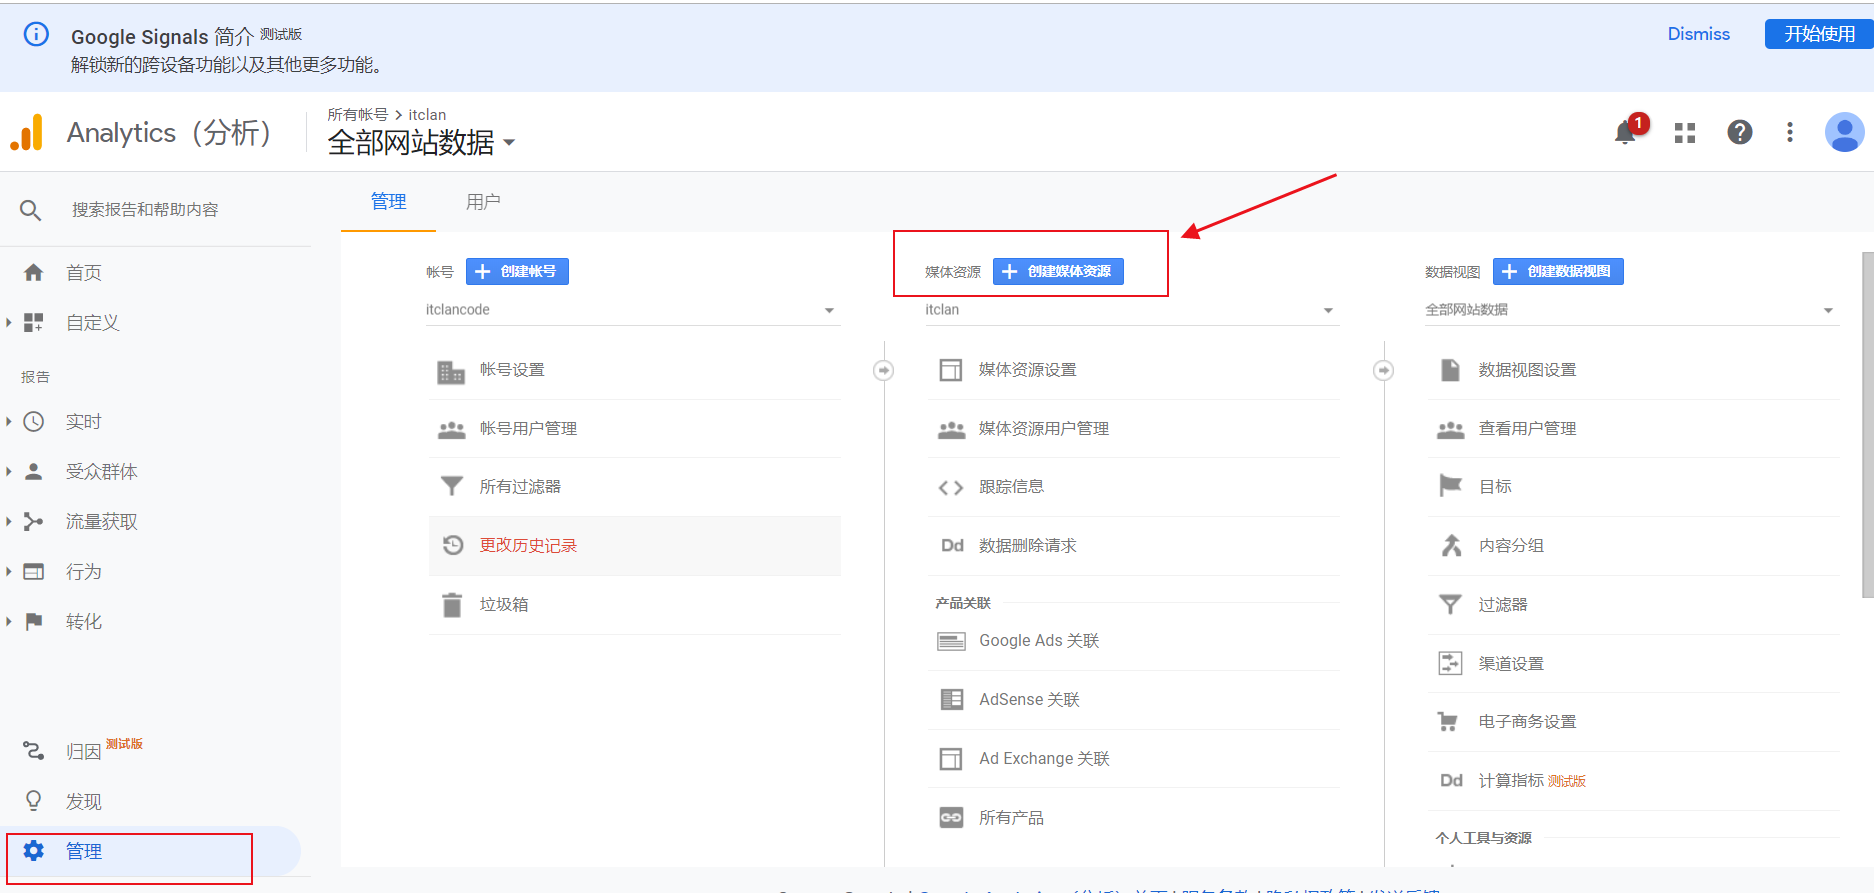 Google Signals 简介 测试版
解锁新的跨设备功能以及其他更多功能。
Dismiss
开始使用
Analytics（分析）
所有帐号 > itclan
全部网站数据
1
搜索报告和帮助内容
首页
自定义
报告
实时
受众群体
流量获取
行为
转化
归因 测试版
发现
管理
管理
用户
帐号
创建帐号
itclancode
帐号设置
帐号用户管理
所有过滤器
更改历史记录
垃圾箱
媒体资源
创建媒体资源
itclan
媒体资源设置
媒体资源用户管理
跟踪信息
Dd 数据删除请求
产品关联
Google Ads 关联
AdSense 关联
Ad Exchange 关联
所有产品
数据视图
创建数据视图
全部网站数据
数据视图设置
查看用户管理
目标
内容分组
过滤器
渠道设置
电子商务设置
Dd 计算指标 测试版
个人工具与资源